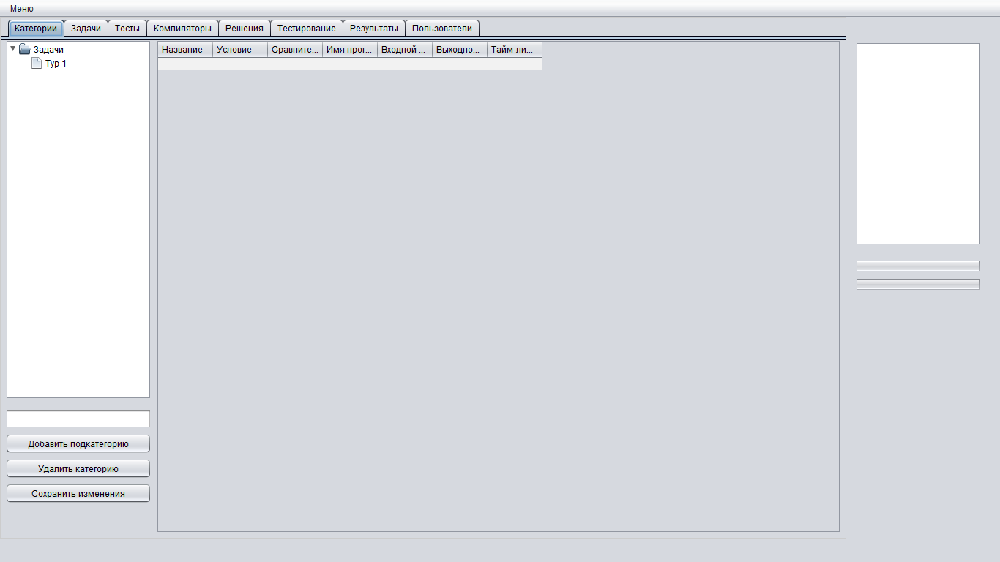 Меню
Категории Задачи Тесты Компиляторы Решения Тестирование Результаты Пользователи
Задачи
Тур 1
Название Условие Сравните... Имя прог... Входной ... Выходно... Тайм-ли...
Добавить подкатегорию
Удалить категорию
Сохранить изменения